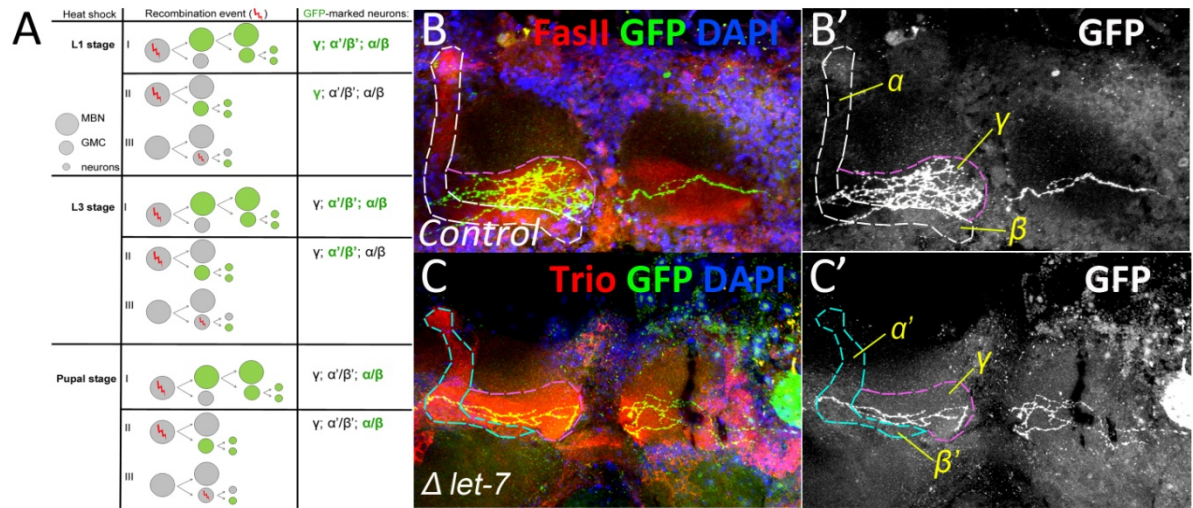 A
Heat shock Recombination event ( ) GFP-marked neurons:
L1 stage I γ; α'/β'; α/β
II γ; α'/β'; α/β
MBN
GMC
III
neurons
L3 stage I γ; α'/β'; α/β
II γ; α'/β'; α/β
III
Pupal stage I γ; α'/β'; α/β
II γ; α'/β'; α/β
III
B FasII GFP DAPI
Control
B' GFP
α
γ
β
C Trio GFP DAPI
Δ let-7
C' GFP
α'
γ
β'